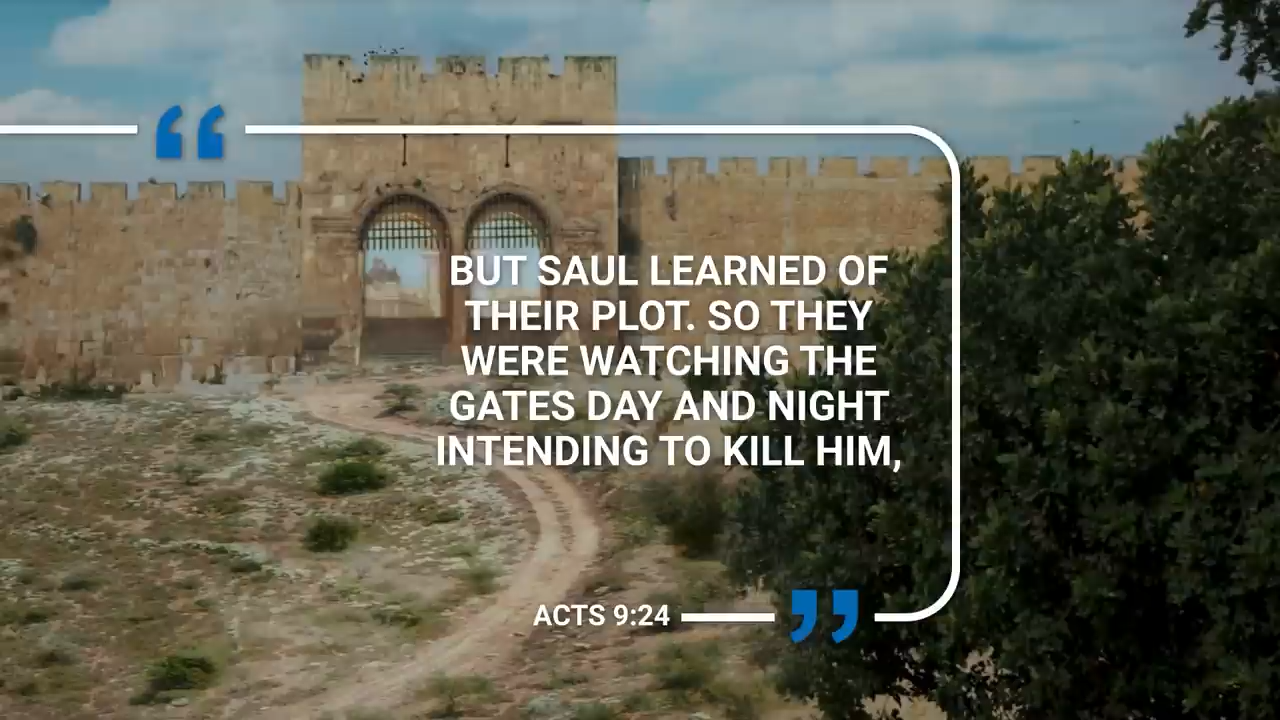 BUT SAUL LEARNED OF
THEIR PLOT. SO THEY
WERE WATCHING THE
GATES DAY AND NIGHT
INTENDING TO KILL HIM,
ACTS 9:24